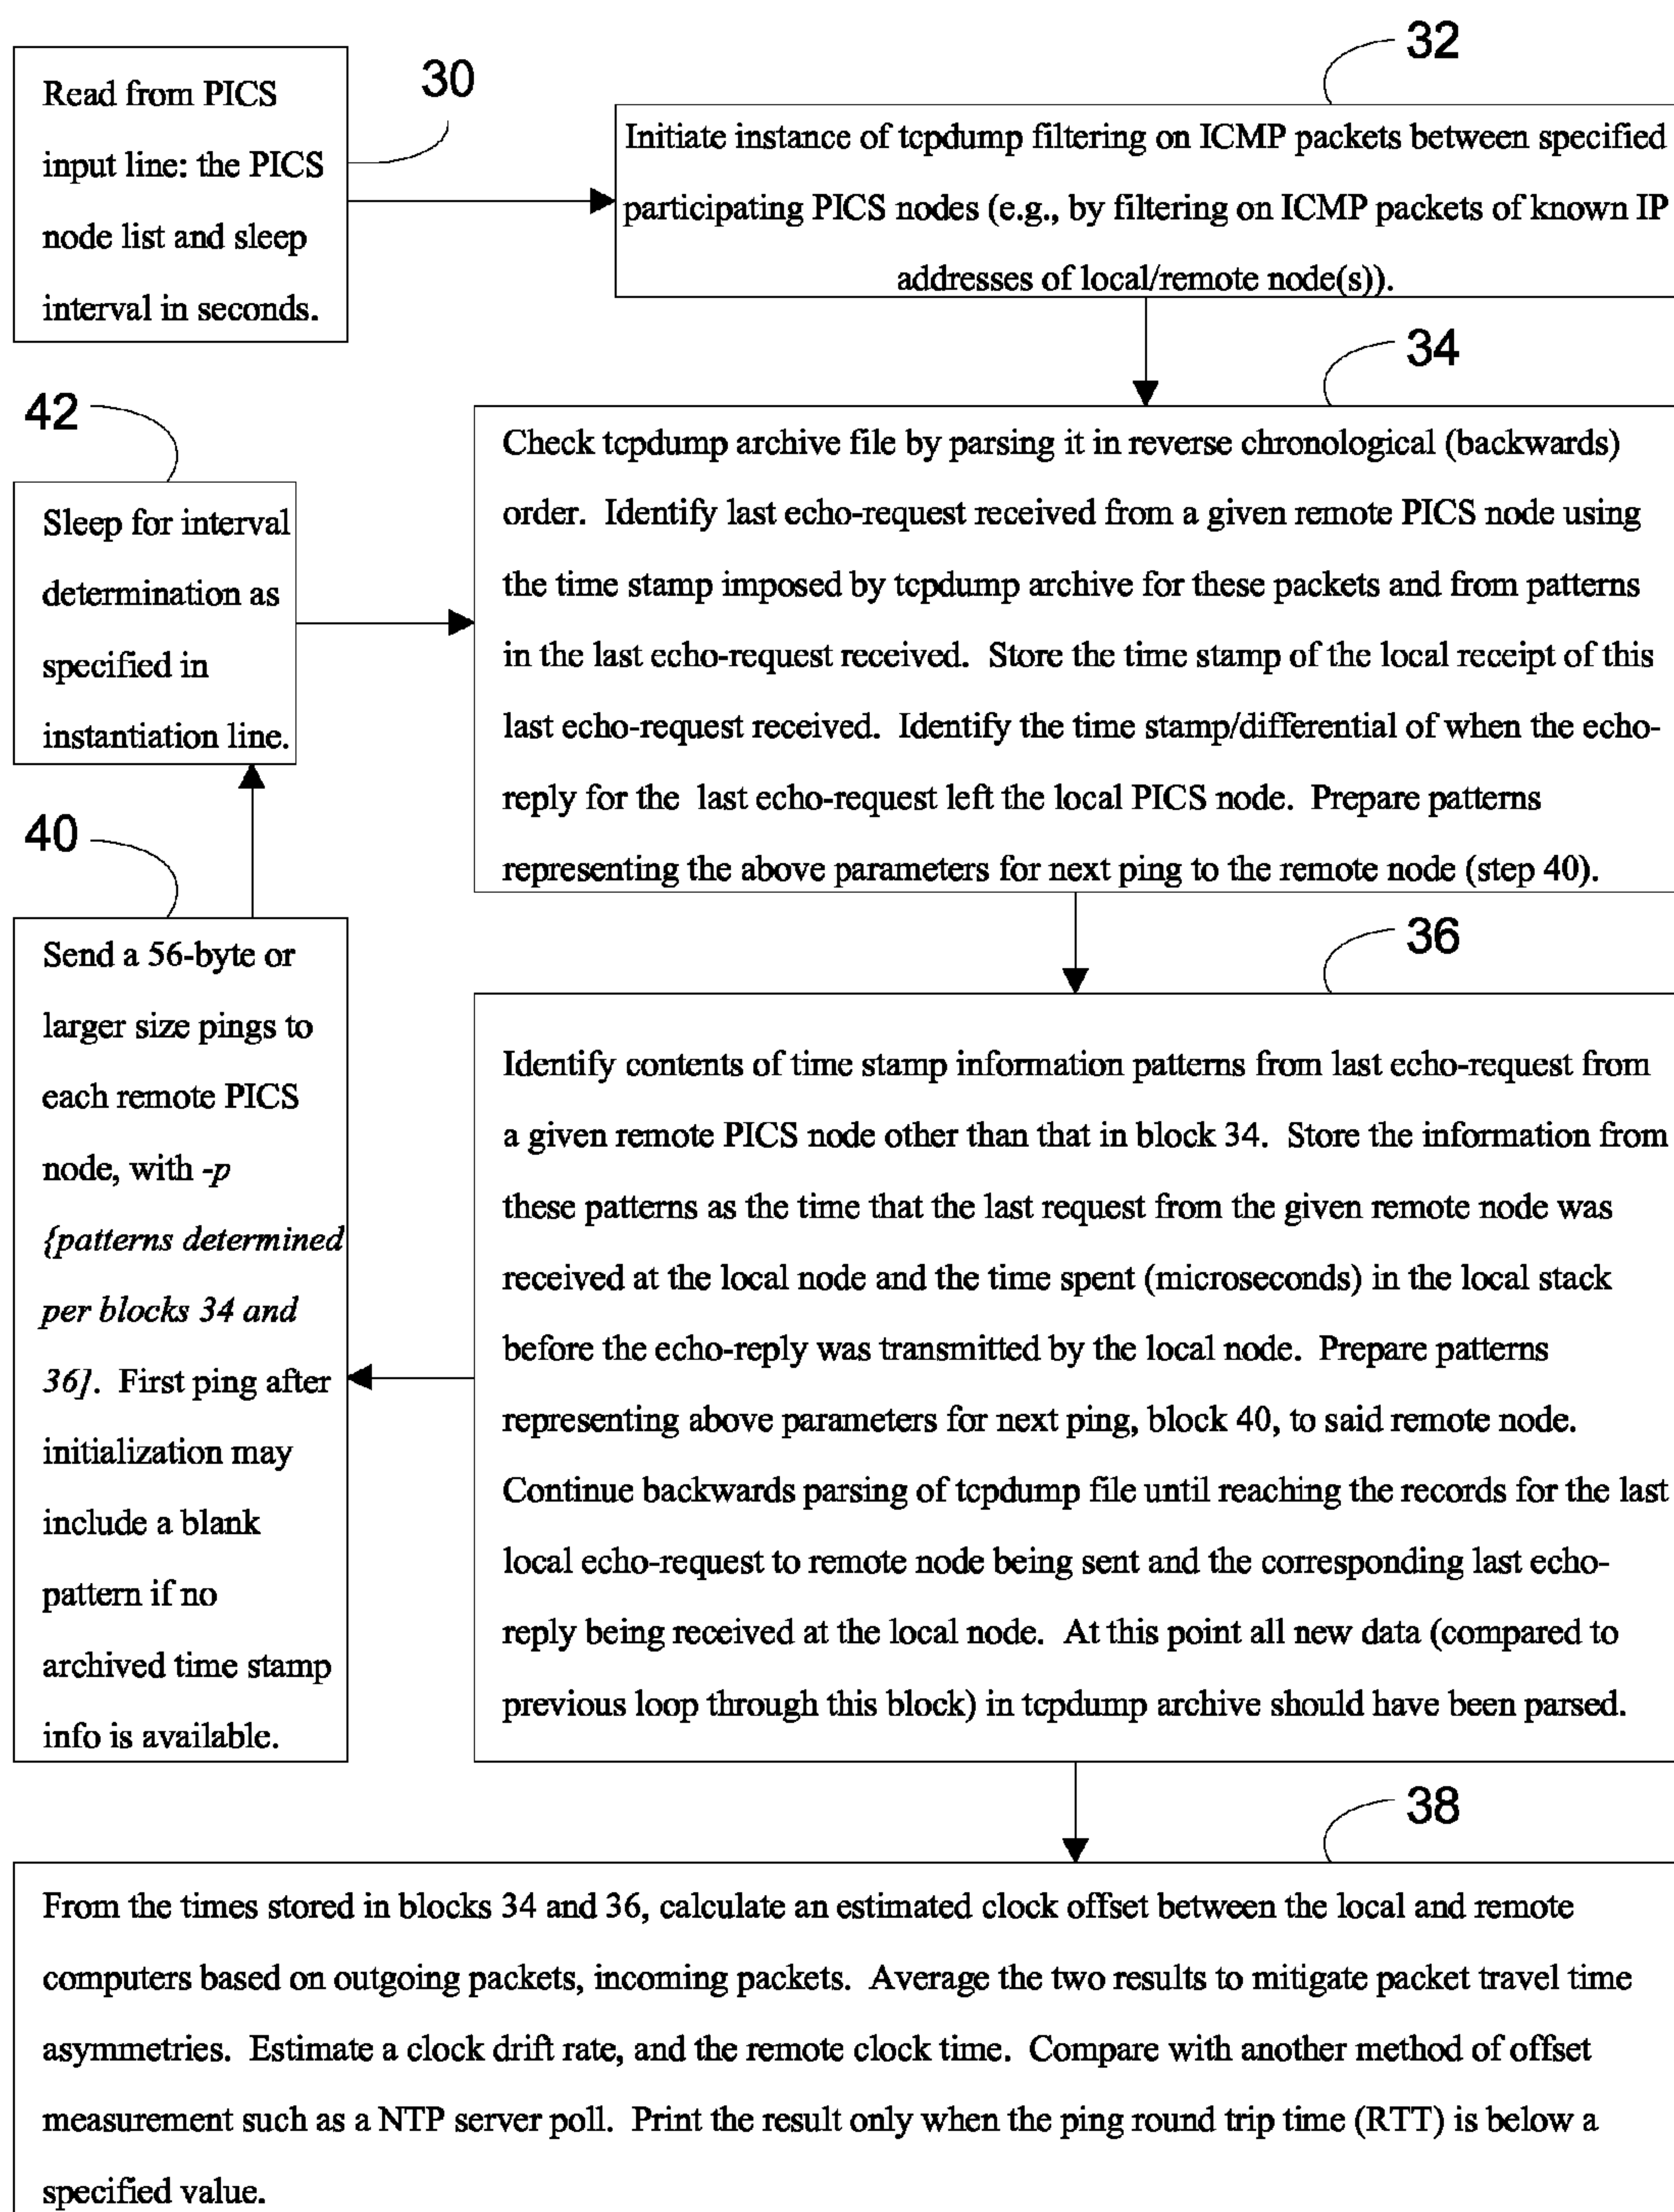 30
Read from PICS
input line: the PICS
node list and sleep
interval in seconds.
32
Initiate instance of tcpdump filtering on ICMP packets between specified
participating PICS nodes (e.g., by filtering on ICMP packets of known IP
addresses of local/remote node(s)).
34
Check tcpdump archive file by parsing it in reverse chronological (backwards)
order. Identify last echo-request received from a given remote PICS node using
the time stamp imposed by tcpdump archive for these packets and from patterns
in the last echo-request received. Store the time stamp of the local receipt of this
last echo-request received. Identify the time stamp/differential of when the echo-
reply for the last echo-request left the local PICS node. Prepare patterns
representing the above parameters for next ping to the remote node (step 40).
42
Sleep for interval
determination as
specified in
instantiation line.
36
Identify contents of time stamp information patterns from last echo-request from
a given remote PICS node other than that in block 34. Store the information from
these patterns as the time that the last request from the given remote node was
received at the local node and the time spent (microseconds) in the local stack
before the echo-reply was transmitted by the local node. Prepare patterns
representing above parameters for next ping, block 40, to said remote node.
Continue backwards parsing of tcpdump file until reaching the records for the last
local echo-request to remote node being sent and the corresponding last echo-
reply being received at the local node. At this point all new data (compared to
previous loop through this block) in tcpdump archive should have been parsed.
40
Send a 56-byte or
larger size pings to
each remote PICS
node, with -p
{patterns determined
per blocks 34 and
36]. First ping after
initialization may
include a blank
pattern if no
archived time stamp
info is available.
38
From the times stored in blocks 34 and 36, calculate an estimated clock offset between the local and remote
computers based on outgoing packets, incoming packets. Average the two results to mitigate packet travel time
asymmetries. Estimate a clock drift rate, and the remote clock time. Compare with another method of offset
measurement such as a NTP server poll. Print the result only when the ping round trip time (RTT) is below a
specified value.